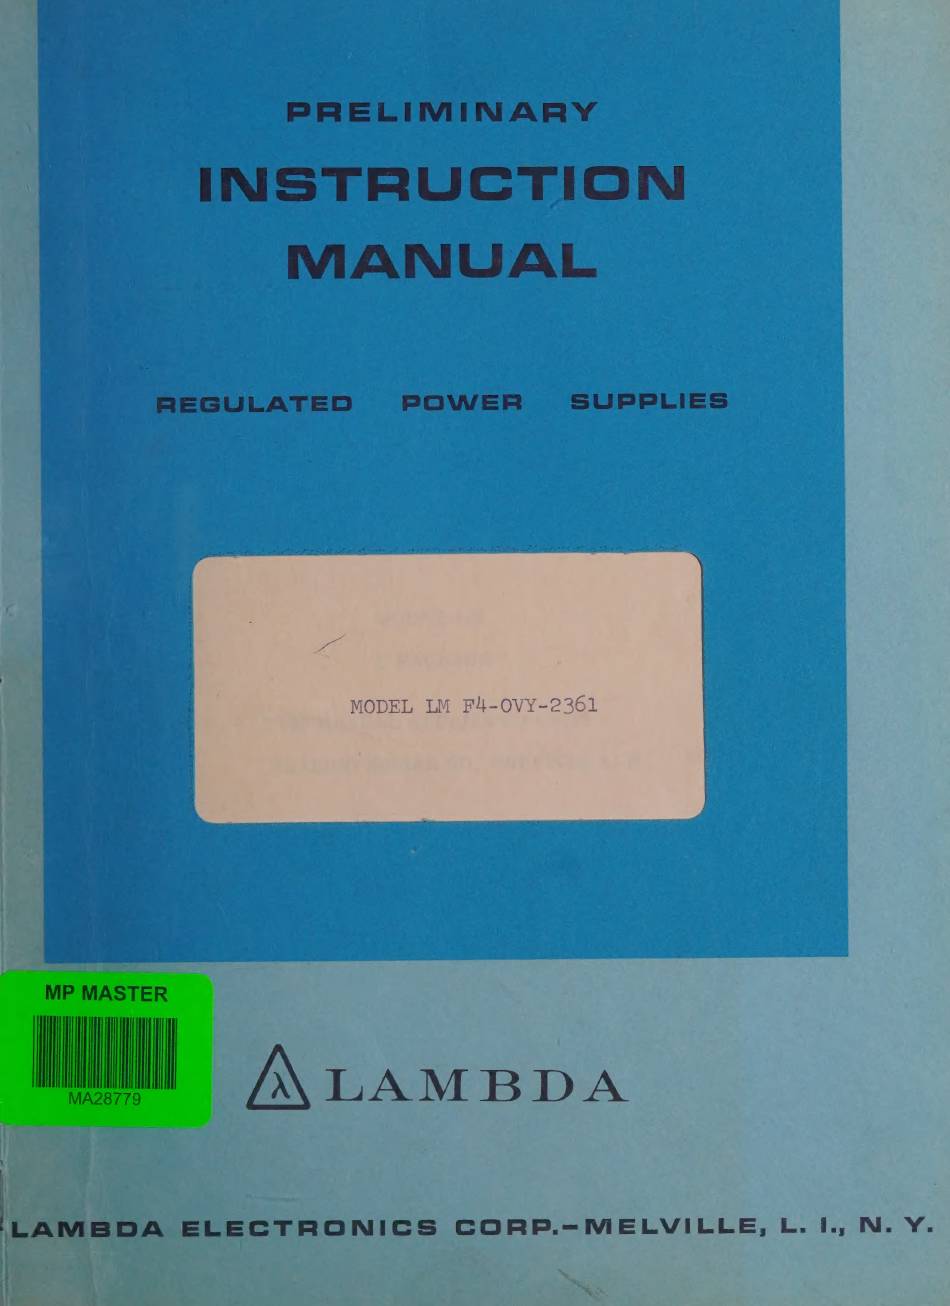 PRELIMINARY
INSTRUCTION
MANUAL
REGULATED POWER SUPPLIES
MODEL LM F4-OVY-2361
MP MASTER
MA28779
λ LAMBDA
LAMBDA ELECTRONICS CORP.–MELVILLE, L. I., N. Y.